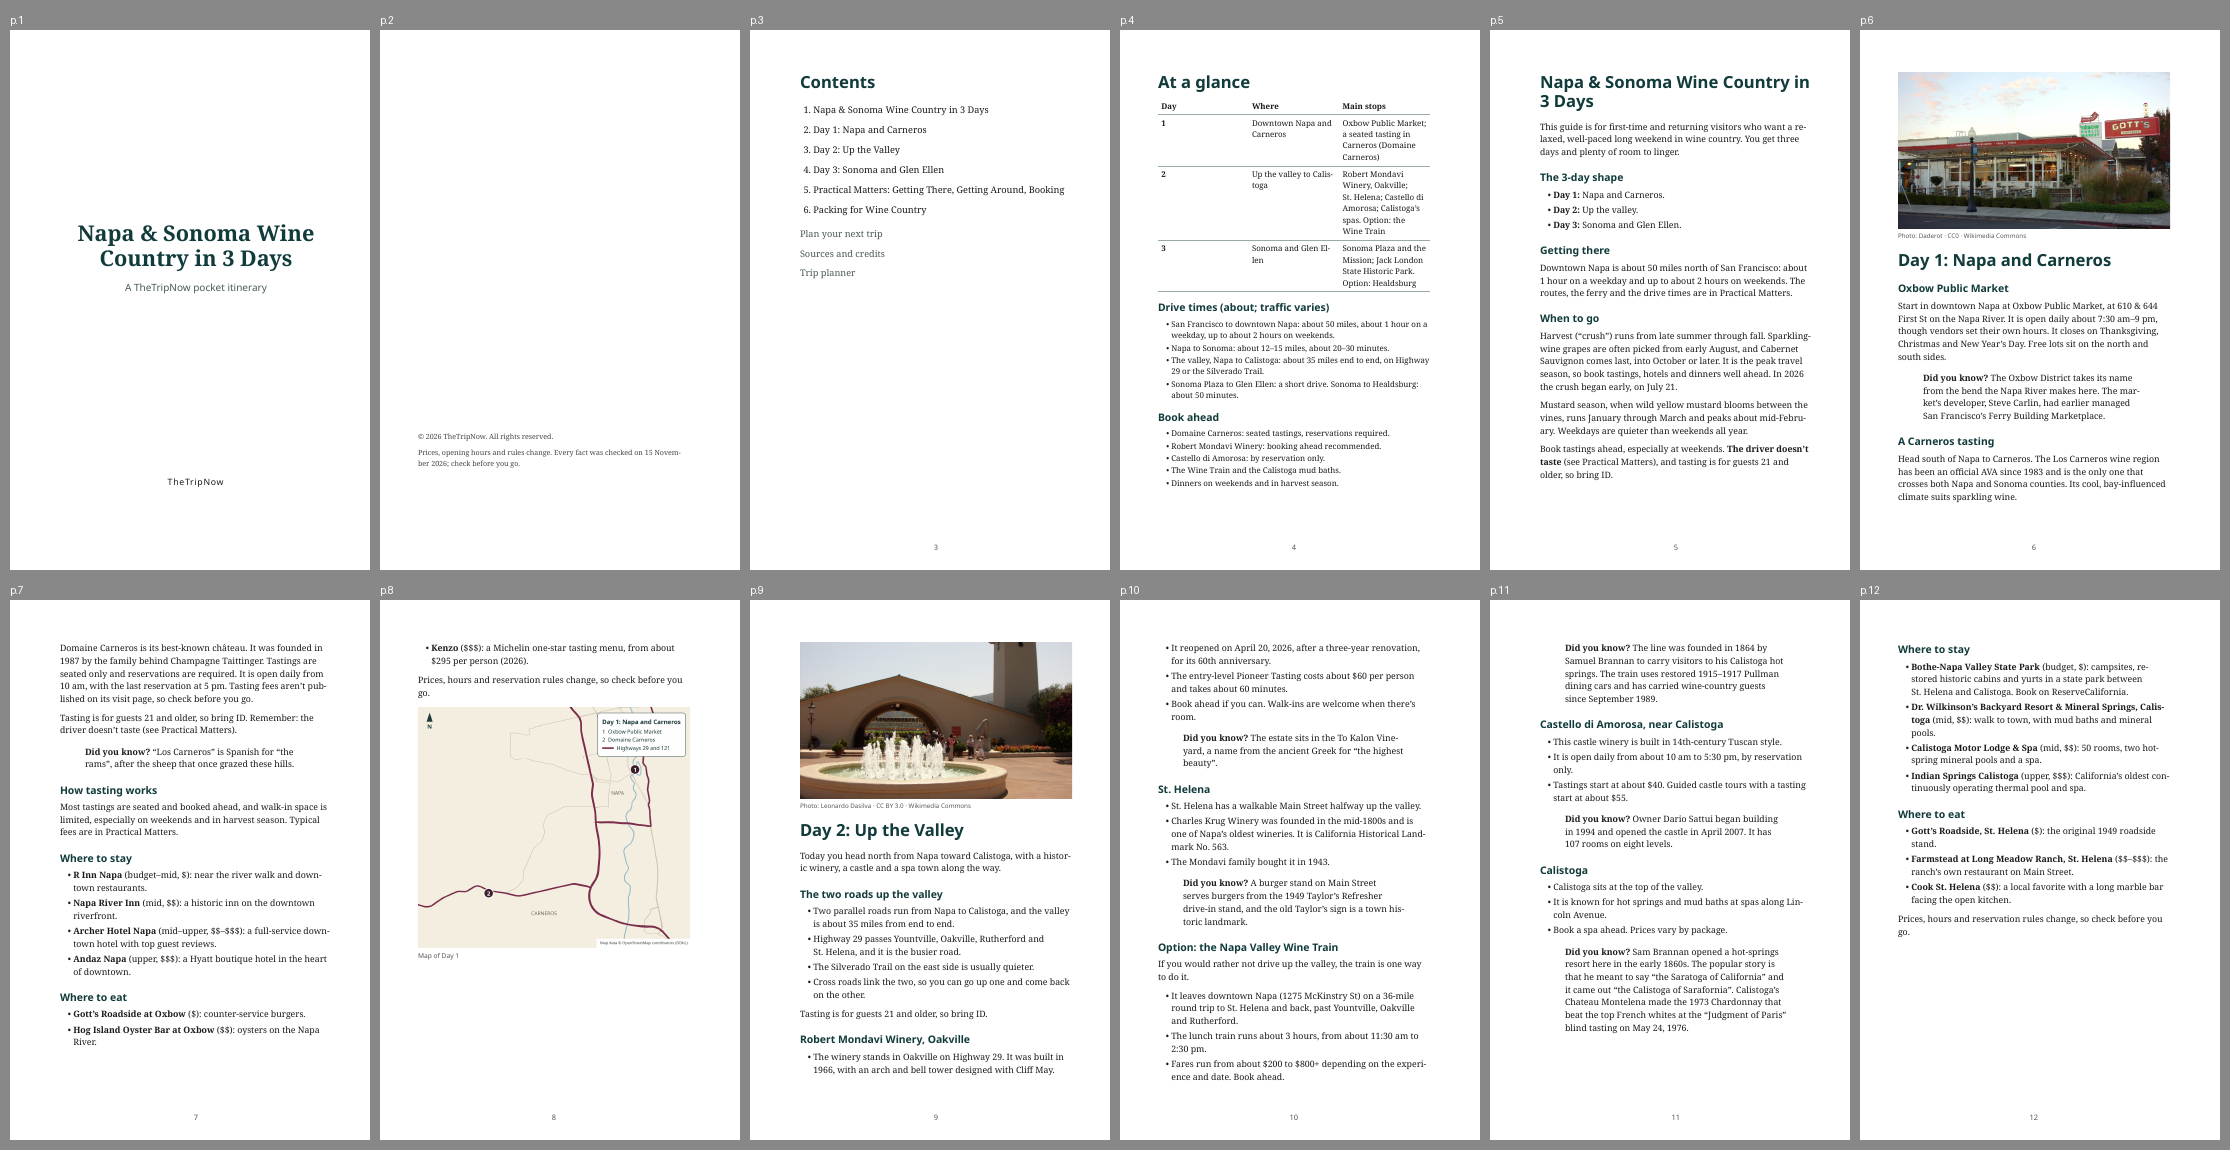 p.1
Napa & Sonoma Wine
Country in 3 Days
A TheTripNow pocket itinerary
TheTripNow
p.2
© 2026 TheTripNow. All rights reserved.
Prices, opening hours and rules change. Every fact was checked on 15 Novem-
ber 2026; check before you go.
p.3
Contents
1. Napa & Sonoma Wine Country in 3 Days
2. Day 1: Napa and Carneros
3. Day 2: Up the Valley
4. Day 3: Sonoma and Glen Ellen
5. Practical Matters: Getting There, Getting Around, Booking
6. Packing for Wine Country
Plan your next trip
Sources and credits
Trip planner
3
p.4
At a glance
Day Where Main stops
1 Downtown Napa and Oxbow Public Market;
Carneros a seated tasting in
Carneros (Domaine
Carneros)
2 Up the valley to Calis- Robert Mondavi
toga Winery, Oakville;
St. Helena; Castello di
Amorosa; Calistoga's
spas. Option: the
Wine Train
3 Sonoma and Glen El- Sonoma Plaza and the
len Mission; Jack London
State Historic Park.
Option: Healdsburg
Drive times (about; traffic varies)
• San Francisco to downtown Napa: about 50 miles, about 1 hour on a
weekday, up to about 2 hours on weekends.
• Napa to Sonoma: about 12–15 miles, about 20–30 minutes.
• The valley, Napa to Calistoga: about 35 miles end to end, on Highway
29 or the Silverado Trail.
• Sonoma Plaza to Glen Ellen: a short drive. Sonoma to Healdsburg:
about 50 minutes.
Book ahead
• Domaine Carneros: seated tastings, reservations required.
• Robert Mondavi Winery: booking ahead recommended.
• Castello di Amorosa: by reservation only.
• The Wine Train and the Calistoga mud baths.
• Dinners on weekends and in harvest season.
4
p.5
Napa & Sonoma Wine Country in
3 Days
This guide is for first-time and returning visitors who want a re-
laxed, well-paced long weekend in wine country. You get three
days and plenty of room to linger.
The 3-day shape
• Day 1: Napa and Carneros.
• Day 2: Up the valley.
• Day 3: Sonoma and Glen Ellen.
Getting there
Downtown Napa is about 50 miles north of San Francisco: about
1 hour on a weekday and up to about 2 hours on weekends. The
routes, the ferry and the drive times are in Practical Matters.
When to go
Harvest (“crush”) runs from late summer through fall. Sparkling-
wine grapes are often picked from early August, and Cabernet
Sauvignon comes last, into October or later. It is the peak travel
season, so book tastings, hotels and dinners well ahead. In 2026
the crush began early, on July 21.
Mustard season, when wild yellow mustard blooms between the
vines, runs January through March and peaks about mid-Febru-
ary. Weekdays are quieter than weekends all year.
Book tastings ahead, especially at weekends. The driver doesn’t
taste (see Practical Matters), and tasting is for guests 21 and
older, so bring ID.
5
p.6
GOTT'S
Photo: Daderot · CC0 · Wikimedia Commons
Day 1: Napa and Carneros
Oxbow Public Market
Start in downtown Napa at Oxbow Public Market, at 610 & 644
First St on the Napa River. It is open daily about 7:30 am–9 pm,
though vendors set their own hours. It closes on Thanksgiving,
Christmas and New Year’s Day. Free lots sit on the north and
south sides.
Did you know? The Oxbow District takes its name
from the bend the Napa River makes here. The mar-
ket’s developer, Steve Carlin, had earlier managed
San Francisco’s Ferry Building Marketplace.
A Carneros tasting
Head south of Napa to Carneros. The Los Carneros wine region
has been an official AVA since 1983 and is the only one that
crosses both Napa and Sonoma counties. Its cool, bay-influenced
climate suits sparkling wine.
6
p.7
Domaine Carneros is its best-known château. It was founded in
1987 by the family behind Champagne Taittinger. Tastings are
seated only and reservations are required. It is open daily from
10 am, with the last reservation at 5 pm. Tasting fees aren’t pub-
lished on its visit page, so check before you go.
Tasting is for guests 21 and older, so bring ID. Remember: the
driver doesn’t taste (see Practical Matters).
Did you know? “Los Carneros” is Spanish for “the
rams”, after the sheep that once grazed these hills.
How tasting works
Most tastings are seated and booked ahead, and walk-in space is
limited, especially on weekends and in harvest season. Typical
fees are in Practical Matters.
Where to stay
• R Inn Napa (budget–mid, $): near the river walk and down-
town restaurants.
• Napa River Inn (mid, $$): a historic inn on the downtown
riverfront.
• Archer Hotel Napa (mid–upper, $$–$$$): a full-service down-
town hotel with top guest reviews.
• Andaz Napa (upper, $$$): a Hyatt boutique hotel in the heart
of downtown.
Where to eat
• Gott’s Roadside at Oxbow ($): counter-service burgers.
• Hog Island Oyster Bar at Oxbow ($$): oysters on the Napa
River.
7
p.8
• Kenzo ($$$): a Michelin one-star tasting menu, from about
$295 per person (2026).
Prices, hours and reservation rules change, so check before you
go.
N
Day 1: Napa and Carneros
1 Oxbow Public Market
2 Domaine Carneros
Highways 29 and 121
1
NAPA
2
CARNEROS
Map data © OpenStreetMap contributors (ODbL)
Map of Day 1
8
p.9
Photo: Leonardo Dasilva · CC BY 3.0 · Wikimedia Commons
Day 2: Up the Valley
Today you head north from Napa toward Calistoga, with a histor-
ic winery, a castle and a spa town along the way.
The two roads up the valley
• Two parallel roads run from Napa to Calistoga, and the valley
is about 35 miles from end to end.
• Highway 29 passes Yountville, Oakville, Rutherford and
St. Helena, and it is the busier road.
• The Silverado Trail on the east side is usually quieter.
• Cross roads link the two, so you can go up one and come back
on the other.
Tasting is for guests 21 and older, so bring ID.
Robert Mondavi Winery, Oakville
• The winery stands in Oakville on Highway 29. It was built in
1966, with an arch and bell tower designed with Cliff May.
9
p.10
• It reopened on April 20, 2026, after a three-year renovation,
for its 60th anniversary.
• The entry-level Pioneer Tasting costs about $60 per person
and takes about 60 minutes.
• Book ahead if you can. Walk-ins are welcome when there’s
room.
Did you know? The estate sits in the To Kalon Vine-
yard, a name from the ancient Greek for “the highest
beauty”.
St. Helena
• St. Helena has a walkable Main Street halfway up the valley.
• Charles Krug Winery was founded in the mid-1800s and is
one of Napa’s oldest wineries. It is California Historical Land-
mark No. 563.
• The Mondavi family bought it in 1943.
Did you know? A burger stand on Main Street
serves burgers from the 1949 Taylor’s Refresher
drive-in stand, and the old Taylor’s sign is a town his-
toric landmark.
Option: the Napa Valley Wine Train
If you would rather not drive up the valley, the train is one way
to do it.
• It leaves downtown Napa (1275 McKinstry St) on a 36-mile
round trip to St. Helena and back, past Yountville, Oakville
and Rutherford.
• The lunch train runs about 3 hours, from about 11:30 am to
2:30 pm.
• Fares run from about $200 to $800+ depending on the experi-
ence and date. Book ahead.
10
p.11
Did you know? The line was founded in 1864 by
Samuel Brannan to carry visitors to his Calistoga hot
springs. The train uses restored 1915–1917 Pullman
dining cars and has carried wine-country guests
since September 1989.
Castello di Amorosa, near Calistoga
• This castle winery is built in 14th-century Tuscan style.
• It is open daily from about 10 am to 5:30 pm, by reservation
only.
• Tastings start at about $40. Guided castle tours with a tasting
start at about $55.
Did you know? Owner Dario Sattui began building
in 1994 and opened the castle in April 2007. It has
107 rooms on eight levels.
Calistoga
• Calistoga sits at the top of the valley.
• It is known for hot springs and mud baths at spas along Lin-
coln Avenue.
• Book a spa ahead. Prices vary by package.
Did you know? Sam Brannan opened a hot-springs
resort here in the early 1860s. The popular story is
that he meant to say “the Saratoga of California” and
it came out “the Calistoga of Sarafornia”. Calistoga’s
Chateau Montelena made the 1973 Chardonnay that
beat the top French whites at the “Judgment of Paris”
blind tasting on May 24, 1976.
11
p.12
Where to stay
• Bothe-Napa Valley State Park (budget, $): campsites, re-
stored historic cabins and yurts in a state park between
St. Helena and Calistoga. Book on ReserveCalifornia.
• Dr. Wilkinson’s Backyard Resort & Mineral Springs, Calis-
toga (mid, $$): walk to town, with mud baths and mineral
pools.
• Calistoga Motor Lodge & Spa (mid, $$): 50 rooms, two hot-
spring mineral pools and a spa.
• Indian Springs Calistoga (upper, $$$): California’s oldest con-
tinuously operating thermal pool and spa.
Where to eat
• Gott’s Roadside, St. Helena ($): the original 1949 roadside
stand.
• Farmstead at Long Meadow Ranch, St. Helena ($$–$$$): the
ranch’s own restaurant on Main Street.
• Cook St. Helena ($$): a local favorite with a long marble bar
facing the open kitchen.
Prices, hours and reservation rules change, so check before you
go.
12